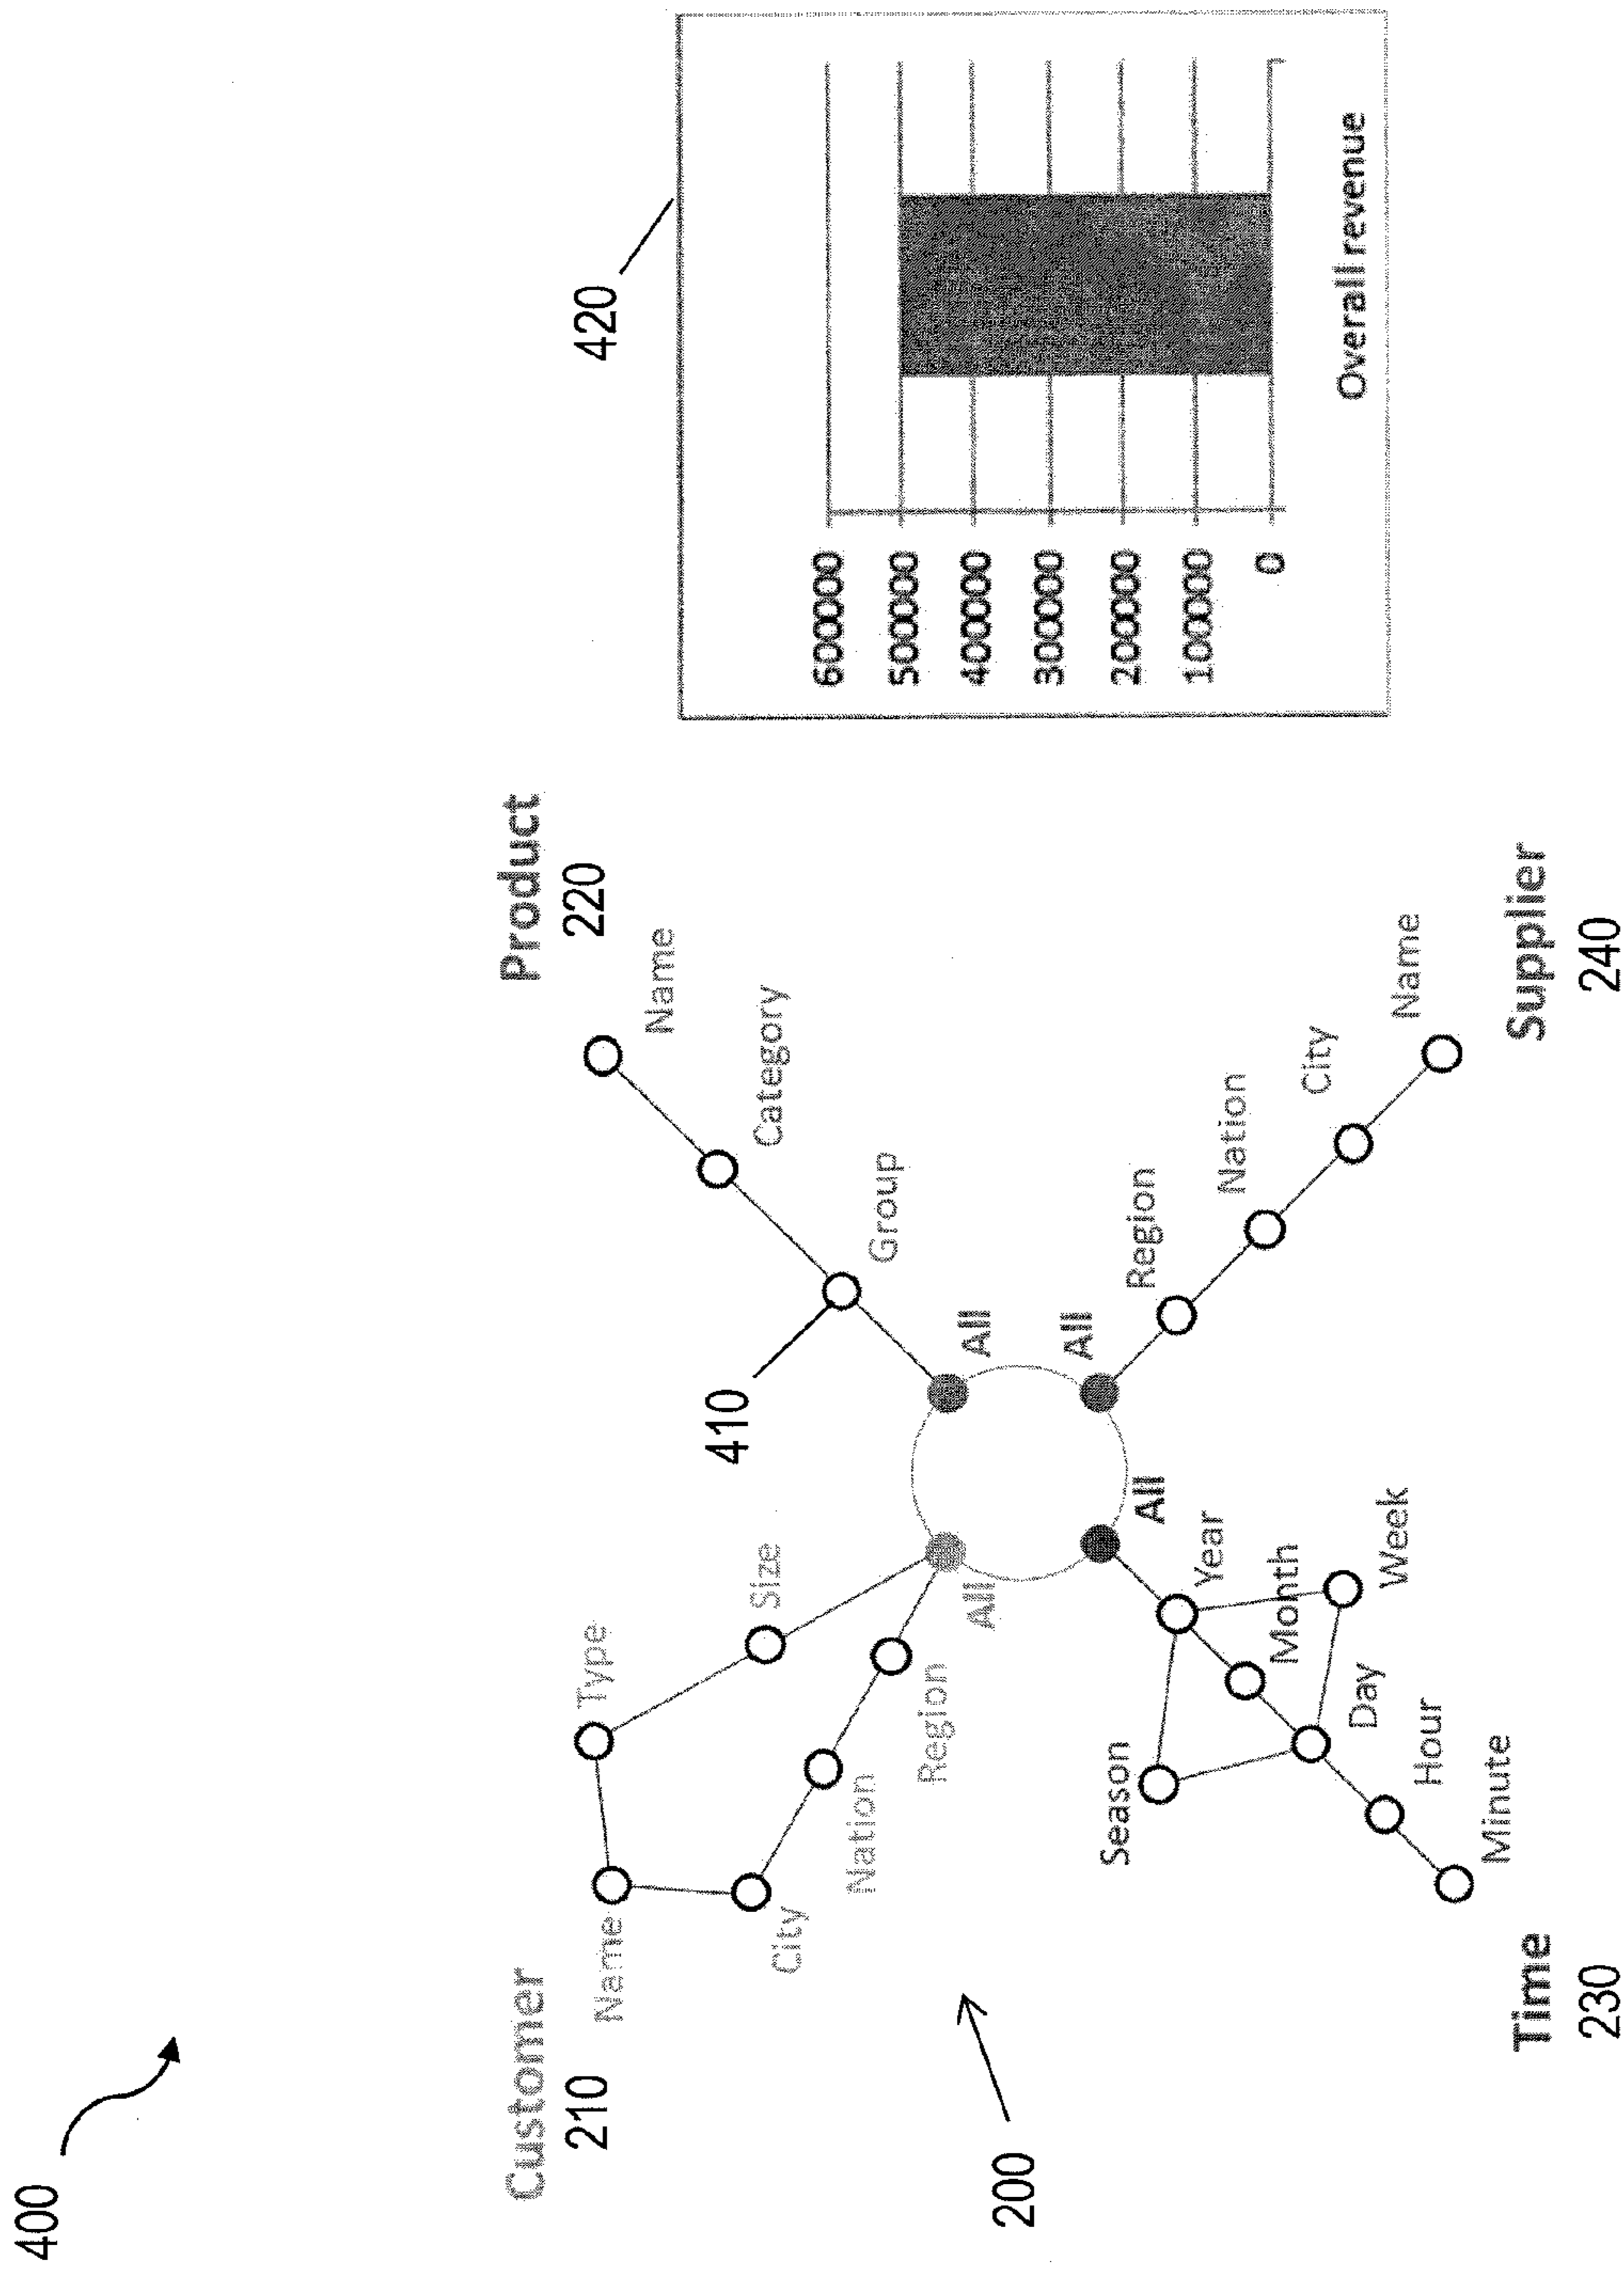 400
Customer
210
Product
220
Name
Type
Size
City
Nation
Region
All
Name
Category
Group
410
All
200
All
All
Season
Year
Month
Week
Day
Hour
Minute
Region
Nation
City
Name
Time
230
Supplier
240
420
600000
500000
400000
300000
200000
100000
0
Overall revenue